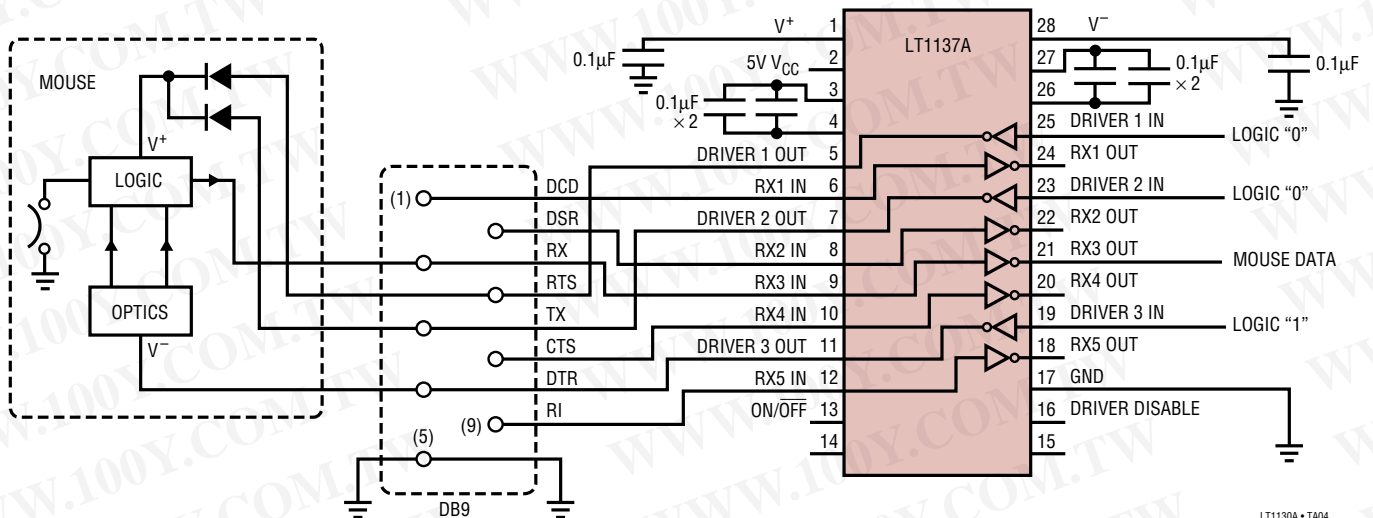 MOUSE
V+
LOGIC
OPTICS
V−
(1)
DCD
DSR
RX
RTS
TX
CTS
DTR
RI
(9)
(5)
DB9
LT1137A
V+
0.1µF
5V VCC
0.1µF
× 2
1
2
3
4
DRIVER 1 OUT 5
RX1 IN 6
DRIVER 2 OUT 7
RX2 IN 8
RX3 IN 9
RX4 IN 10
DRIVER 3 OUT 11
RX5 IN 12
ON/OFF 13
14
28 V−
27
0.1µF
× 2
0.1µF
26
25 DRIVER 1 IN LOGIC “0”
24 RX1 OUT
23 DRIVER 2 IN LOGIC “0”
22 RX2 OUT
21 RX3 OUT MOUSE DATA
20 RX4 OUT
19 DRIVER 3 IN LOGIC “1”
18 RX5 OUT
17 GND
16 DRIVER DISABLE
15
LT1130A • TA04
WWW.100Y.COM.TW